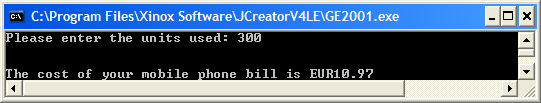 C:\Program Files\Xinox Software\JCreatorV4LE\GE2001.exe
Please enter the units used: 300
The cost of your mobile phone bill is EUR10.97